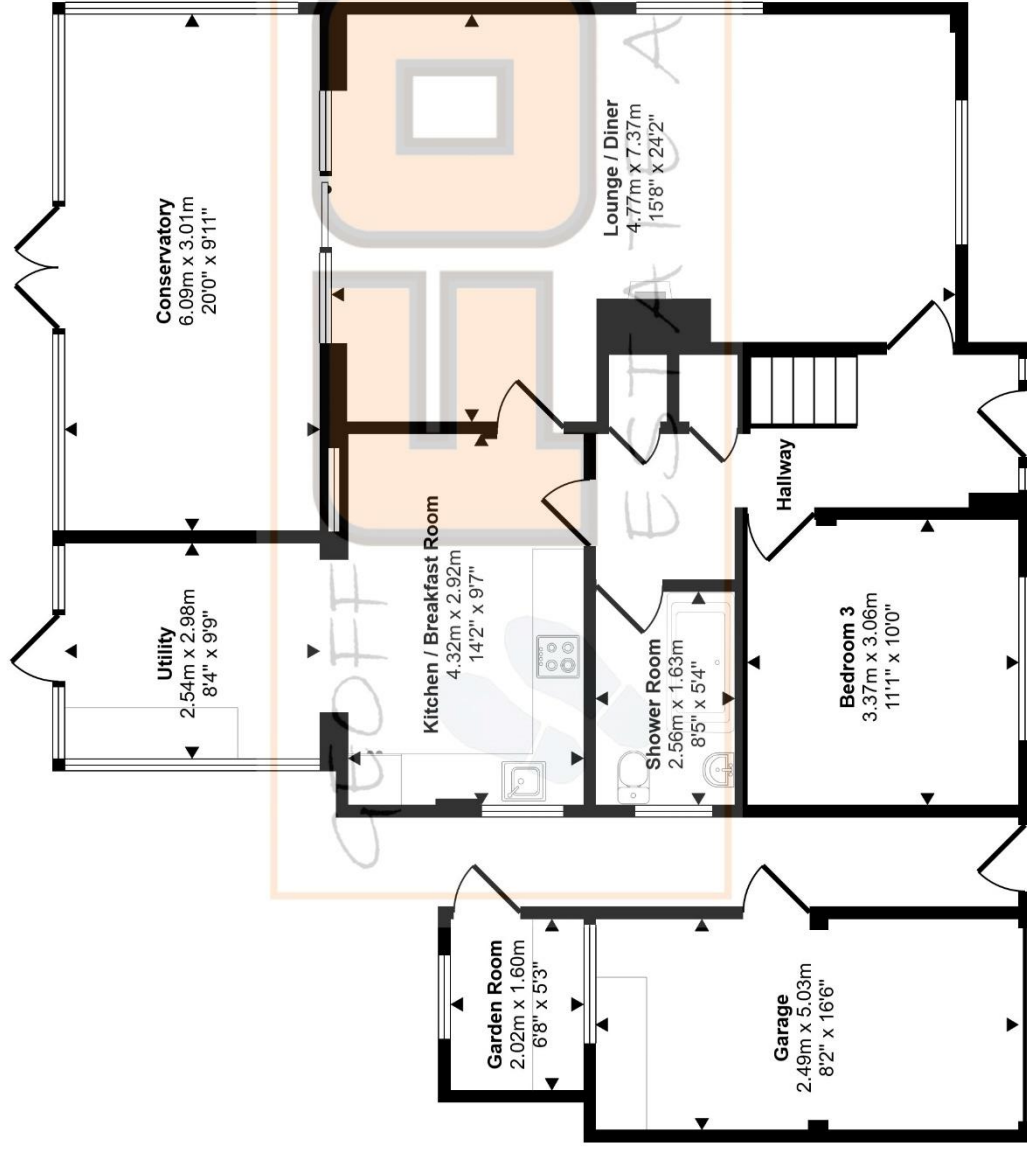 Conservatory
6.09m x 3.01m
20'0" x 9'11"
Utility
2.54m x 2.98m
8'4" x 9'9"
Lounge / Diner
4.77m x 7.37m
15'8" x 24'2"
Kitchen / Breakfast Room
4.32m x 2.92m
14'2" x 9'7"
Hallway
Shower Room
2.56m x 1.63m
8'5" x 5'4"
Bedroom 3
3.37m x 3.06m
11'1" x 10'0"
Garden Room
2.02m x 1.60m
6'8" x 5'3"
Garage
2.49m x 5.03m
8'2" x 16'6"
GEOFF
ESTATE A